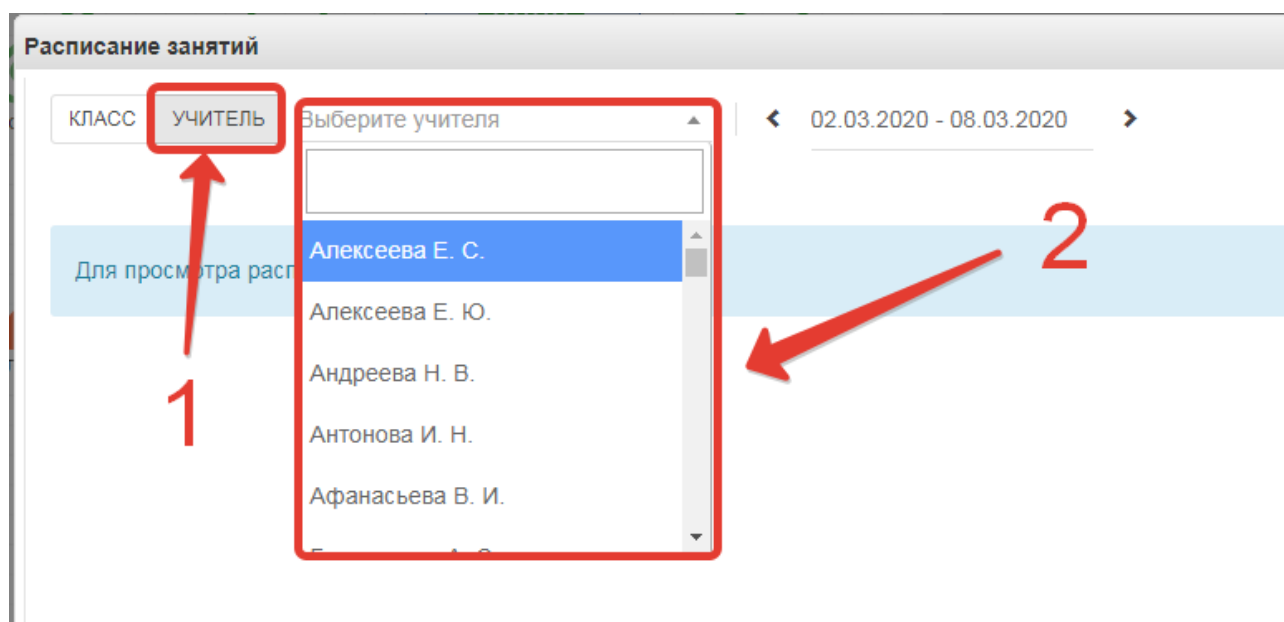 Расписание занятий
КЛАСС УЧИТЕЛЬ Выберите учителя 02.03.2020 - 08.03.2020
Алексеева Е. С.
Для просмотра
Алексеева Е. Ю.
Андреева Н. В.
Антонова И. Н.
Афанасьева В. И.
1
2